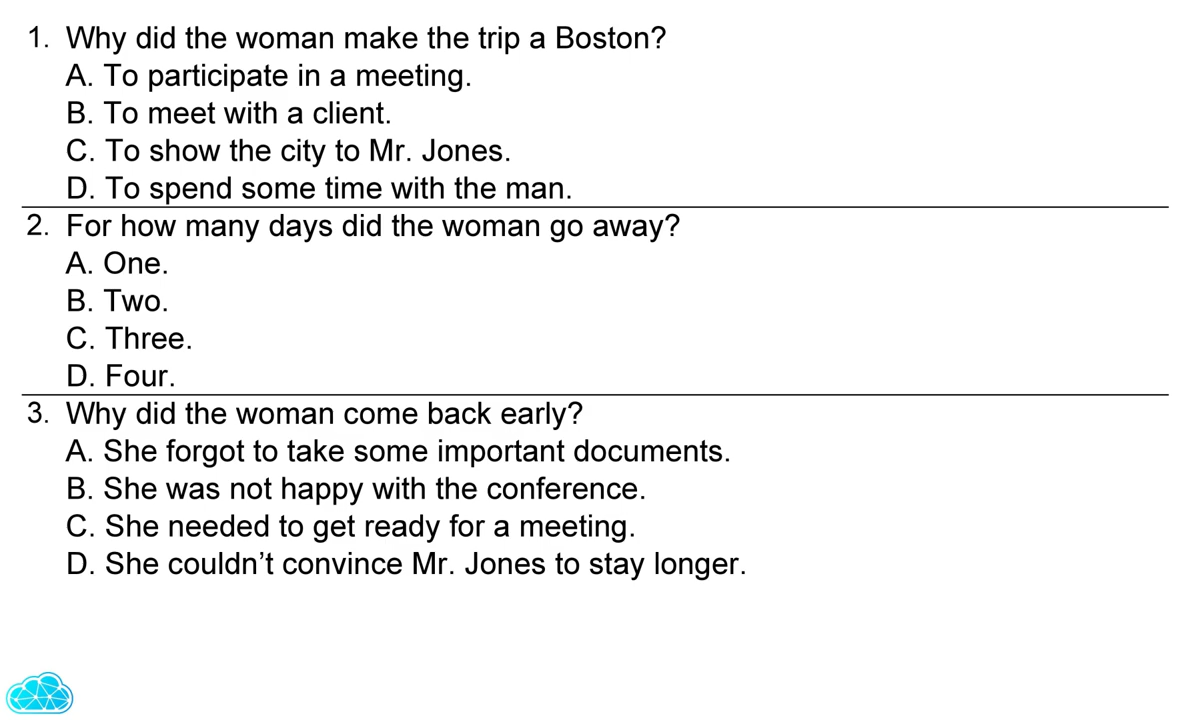 1. Why did the woman make the trip a Boston?
A. To participate in a meeting.
B. To meet with a client.
C. To show the city to Mr. Jones.
D. To spend some time with the man.
2. For how many days did the woman go away?
A. One.
B. Two.
C. Three.
D. Four.
3. Why did the woman come back early?
A. She forgot to take some important documents.
B. She was not happy with the conference.
C. She needed to get ready for a meeting.
D. She couldn’t convince Mr. Jones to stay longer.